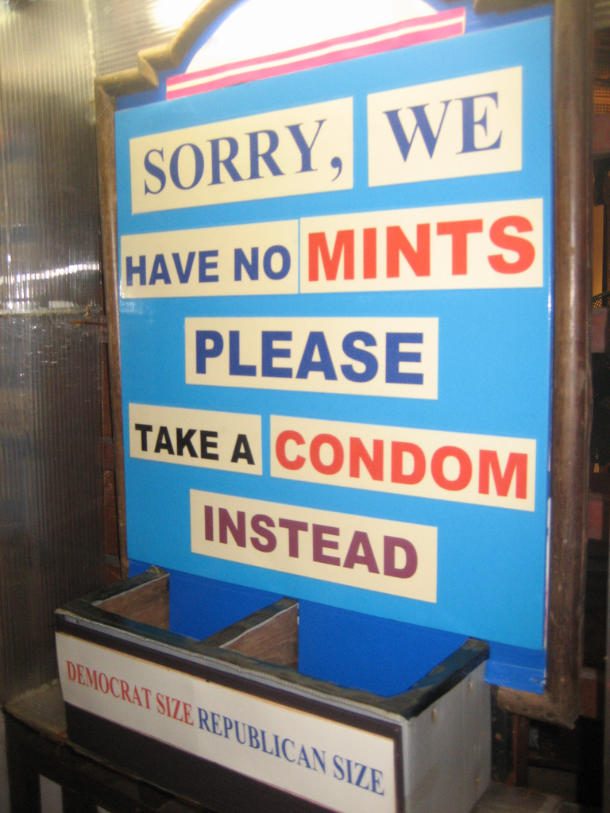 SORRY, WE
HAVE NO MINTS
PLEASE
TAKE A CONDOM
INSTEAD
DEMOCRAT SIZE REPUBLICAN SIZE